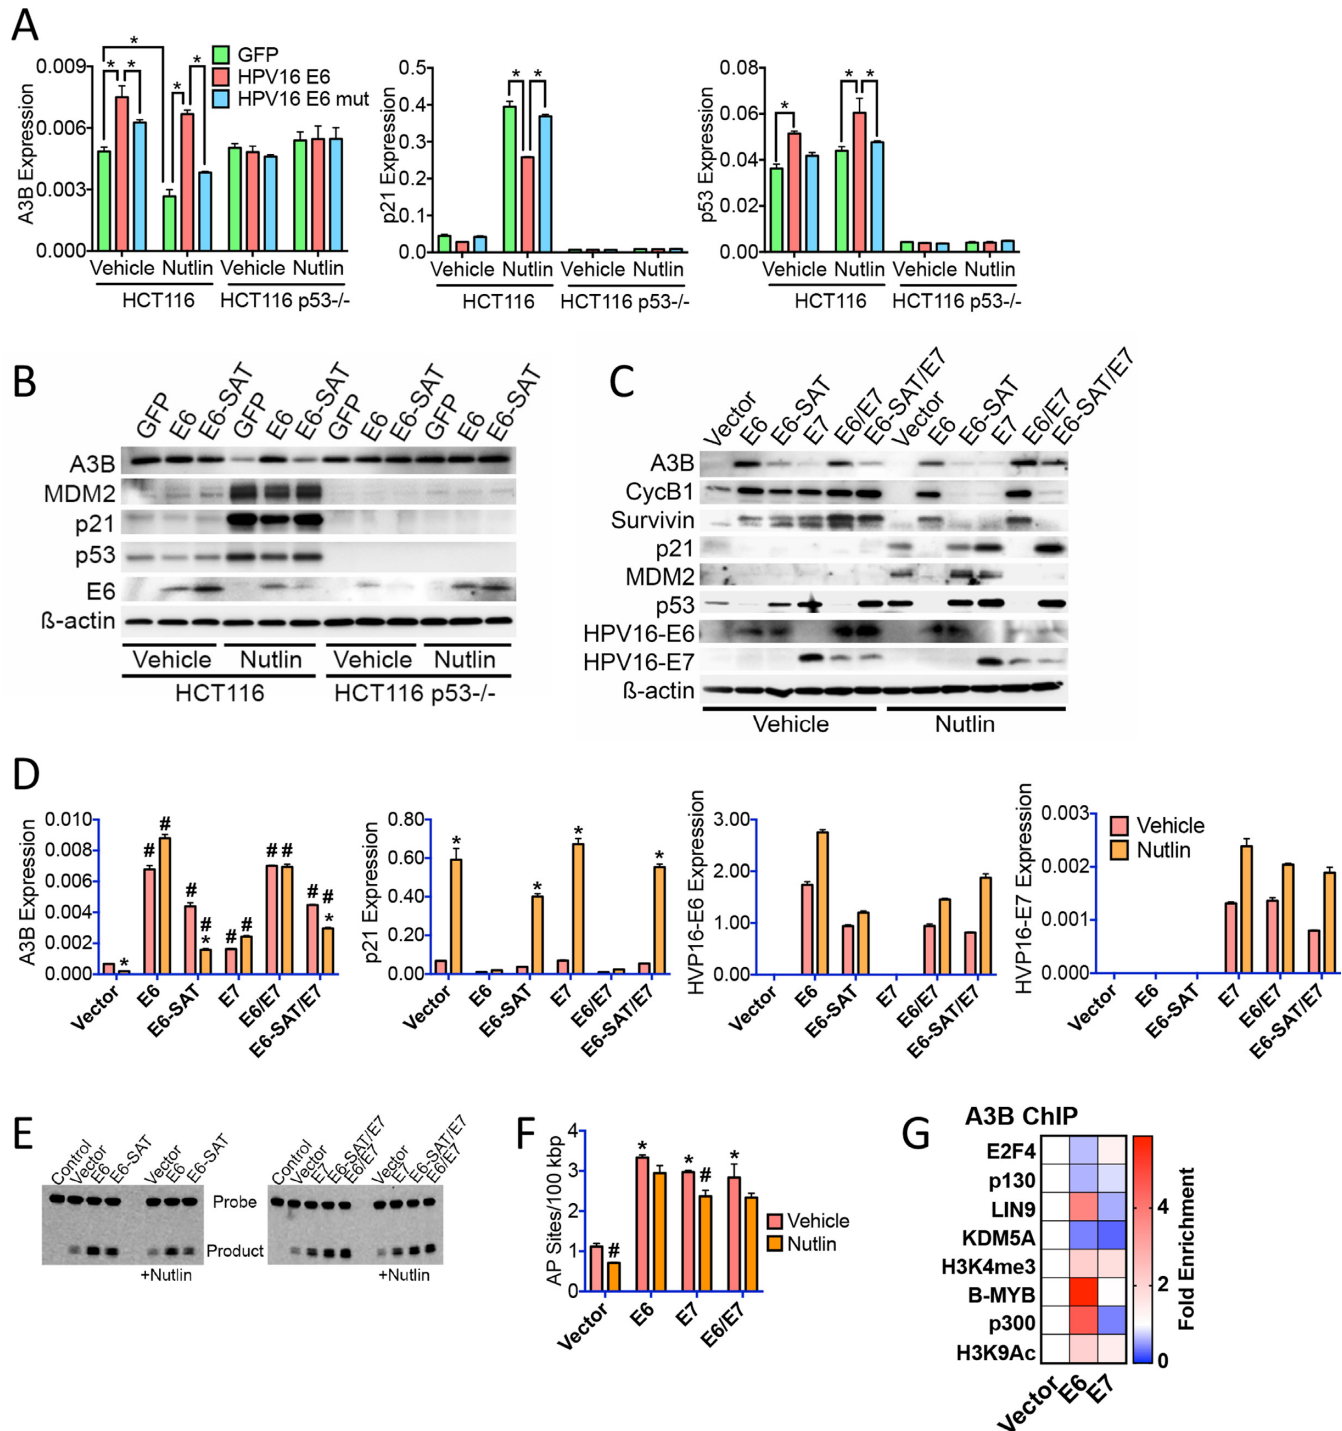 A
GFP
HPV16 E6
HPV16 E6 mut
A3B Expression
0.009
0.006
0.003
0.000
* * * * *
Vehicle Nutlin Vehicle Nutlin
HCT116 HCT116 p53-/-
p21 Expression
0.5
0.4
0.3
0.2
0.1
0.0
* *
Vehicle Nutlin Vehicle Nutlin
HCT116 HCT116 p53-/-
p53 Expression
0.08
0.06
0.04
0.02
0.00
* * *
Vehicle Nutlin Vehicle Nutlin
HCT116 HCT116 p53-/-
B
GFP E6 E6-SAT GFP E6 E6-SAT GFP E6 E6-SAT GFP E6 E6-SAT
A3B
MDM2
p21
p53
E6
ß-actin
Vehicle Nutlin Vehicle Nutlin
HCT116 HCT116 p53-/-
C
Vector E6 E6-SAT E7 E6/E7 E6-SAT/E7 Vector E6 E6-SAT E7 E6/E7 E6-SAT/E7
A3B
CycB1
Survivin
p21
MDM2
p53
HPV16-E6
HPV16-E7
ß-actin
Vehicle Nutlin
D
A3B Expression
0.010
0.008
0.006
0.004
0.002
0.000
* # # # # * # # # # # # *
Vector E6 E6-SAT E7 E6/E7 E6-SAT/E7
p21 Expression
0.80
0.60
0.40
0.20
0.00
* * * *
Vector E6 E6-SAT E7 E6/E7 E6-SAT/E7
HVP16-E6 Expression
3.00
2.00
1.00
0.00
Vector E6 E6-SAT E7 E6/E7 E6-SAT/E7
HVP16-E7 Expression
0.003
0.002
0.001
0.000
Vehicle
Nutlin
Vector E6 E6-SAT E7 E6/E7 E6-SAT/E7
E
Control Vector E6 E6-SAT Vector E6 E6-SAT
Probe
Product
+Nutlin
Control Vector E7 E6-SAT/E7 E6/E7 Vector E7 E6-SAT/E7 E6/E7
+Nutlin
F
AP Sites/100 kbp
4
3
2
1
0
# * * # *
Vehicle
Nutlin
Vector E6 E7 E6/E7
G
A3B ChIP
E2F4
p130
LIN9
KDM5A
H3K4me3
B-MYB
p300
H3K9Ac
Vector E6 E7
4
2
0
Fold Enrichment